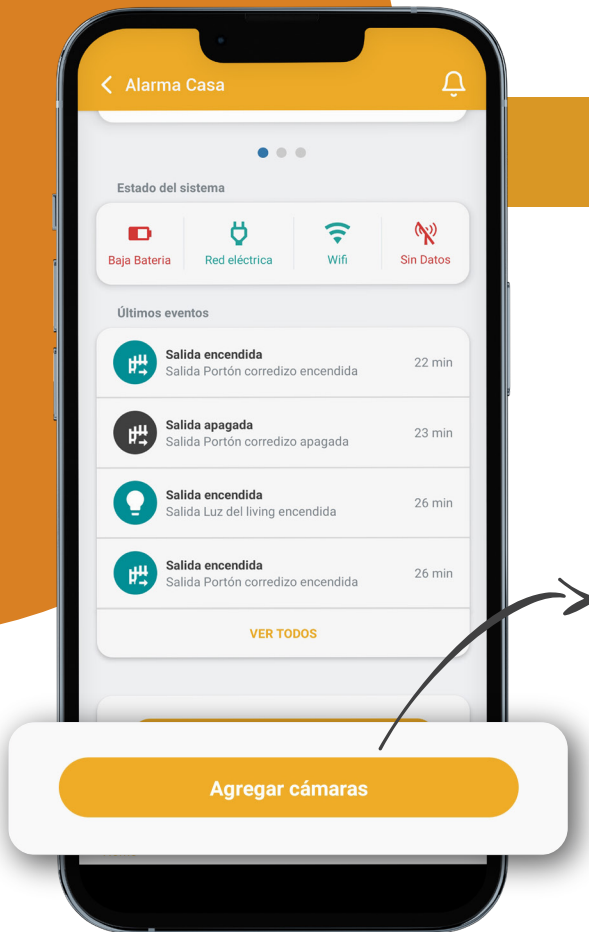 Alarma Casa
Estado del sistema
Baja Bateria
Red eléctrica
Wifi
Sin Datos
Últimos eventos
Salida encendida
Salida Portón corredizo encendida
22 min
Salida apagada
Salida Portón corredizo apagada
23 min
Salida encendida
Salida Luz del living encendida
26 min
Salida encendida
Salida Portón corredizo encendida
26 min
VER TODOS
Agregar cámaras